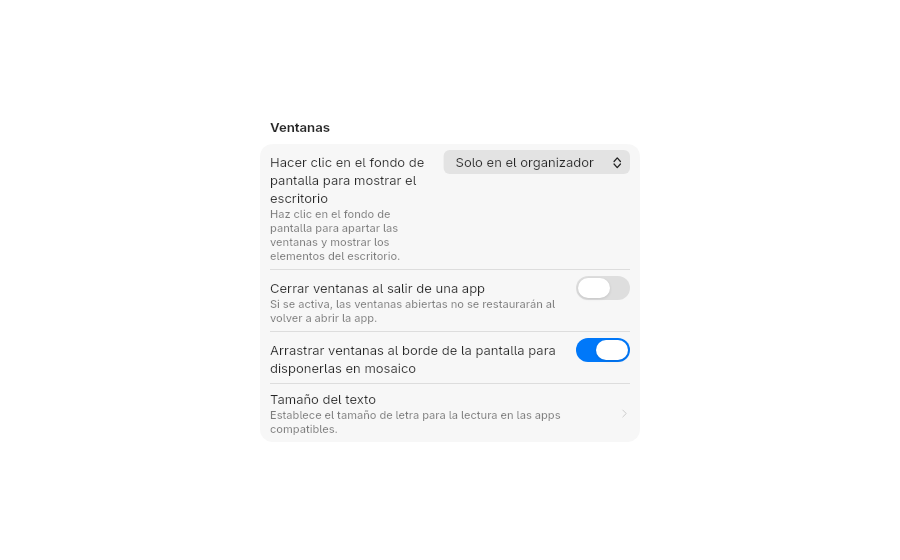 Ventanas
Hacer clic en el fondo de
pantalla para mostrar el
escritorio
Solo en el organizador
Haz clic en el fondo de
pantalla para apartar las
ventanas y mostrar los
elementos del escritorio.
Cerrar ventanas al salir de una app
Si se activa, las ventanas abiertas no se restaurarán al
volver a abrir la app.
Arrastrar ventanas al borde de la pantalla para
disponerlas en mosaico
Tamaño del texto
Establece el tamaño de letra para la lectura en las apps
compatibles.